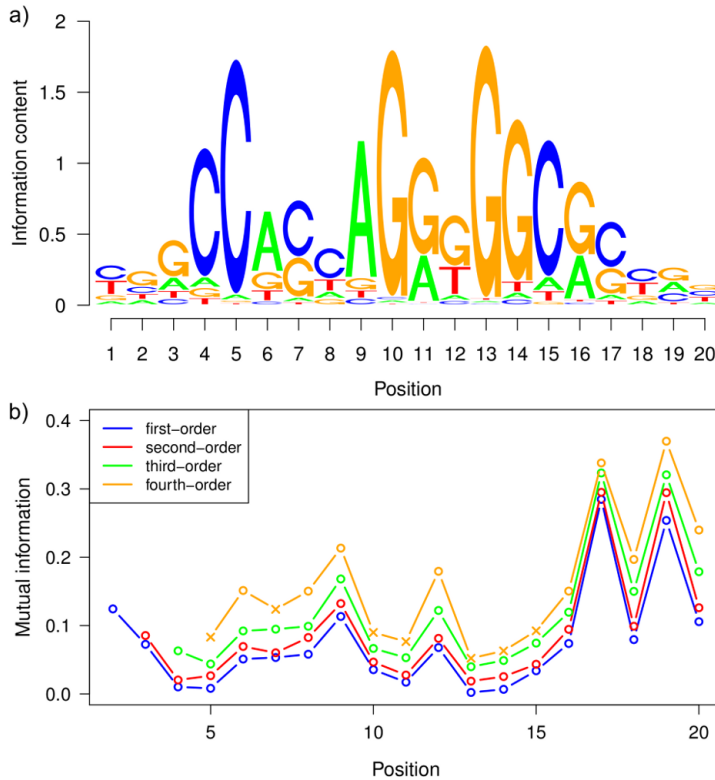 a)
2
1.5
1
0.5
0
Information content
1 2 3 4 5 6 7 8 9 10 11 12 13 14 15 16 17 18 19 20
Position
b)
0.4
0.3
0.2
0.1
0.0
Mutual information
first−order
second−order
third−order
fourth−order
5 10 15 20
Position